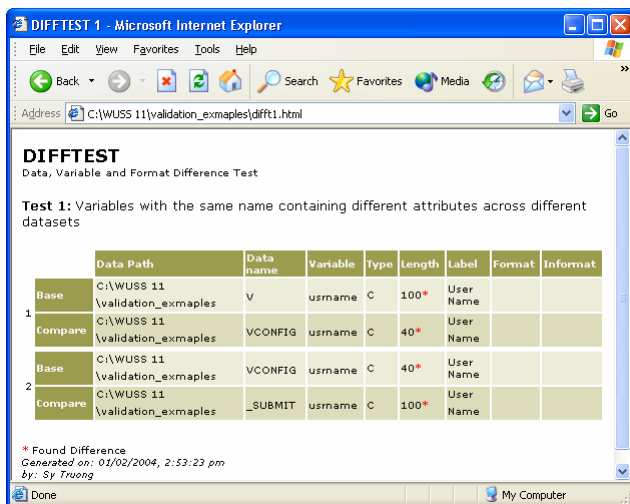 DIFFTEST 1 - Microsoft Internet Explorer
File Edit View Favorites Tools Help
Back Search Favorites Media »
Address C:\WUSS 11\validation_exmaples\difft1.html Go
DIFFTEST
Data, Variable and Format Difference Test
Test 1: Variables with the same name containing different attributes across different
datasets
Data Path Data name Variable Type Length Label Format Informat
1
Base C:\WUSS 11 \validation_exmaples V usrname C 100* User Name
Compare C:\WUSS 11 \validation_exmaples VCONFIG usrname C 40* User Name
2
Base C:\WUSS 11 \validation_exmaples VCONFIG usrname C 40* User Name
Compare C:\WUSS 11 \validation_exmaples _SUBMIT usrname C 100* User Name
* Found Difference
Generated on: 01/02/2004, 2:53:23 pm
by: Sy Truong
Done My Computer